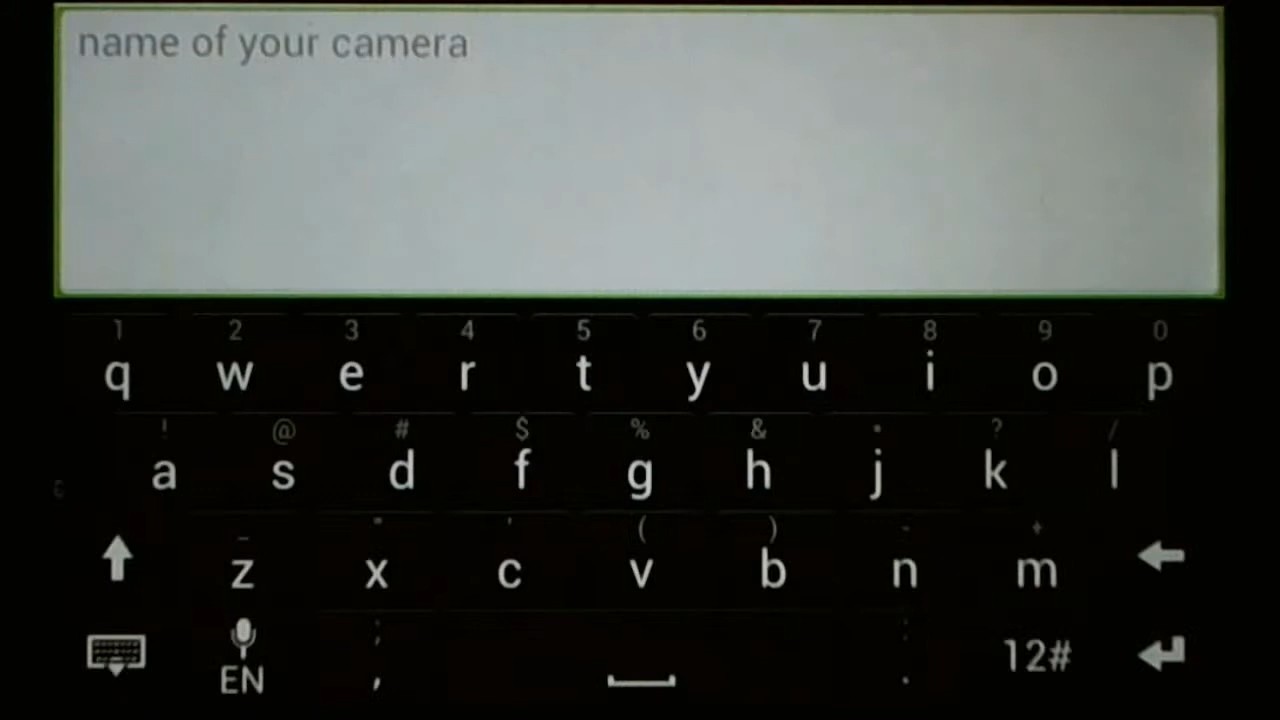 name of your camera
1 2 3 4 5 6 7 8 9 0
q w e r t y u i o p
! @ # $ % & * ? /
a s d f g h j k l
_ " ' ( ) - +
z x c v b n m
; :
EN , . 12#